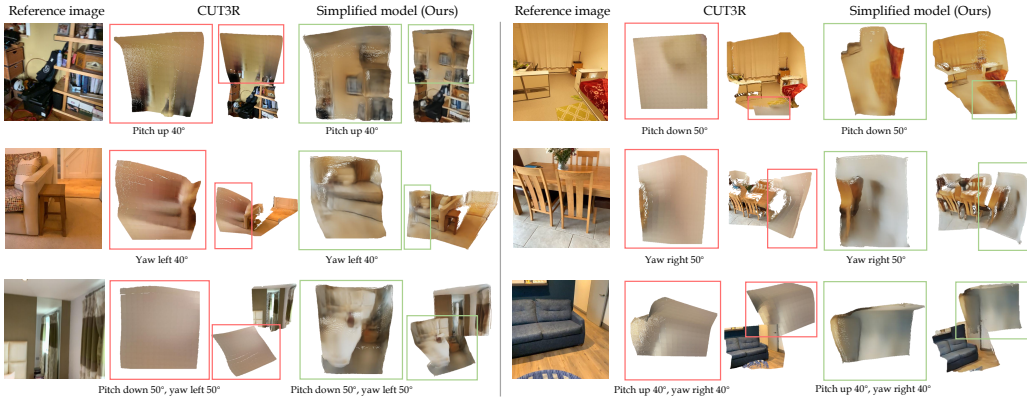 Reference image CUT3R Simplified model (Ours) Reference image CUT3R Simplified model (Ours)
Pitch up 40° Pitch up 40° Pitch down 50° Pitch down 50°
Yaw left 40° Yaw left 40° Yaw right 50° Yaw right 50°
Pitch down 50°, yaw left 50° Pitch down 50°, yaw left 50° Pitch up 40°, yaw right 40° Pitch up 40°, yaw right 40°